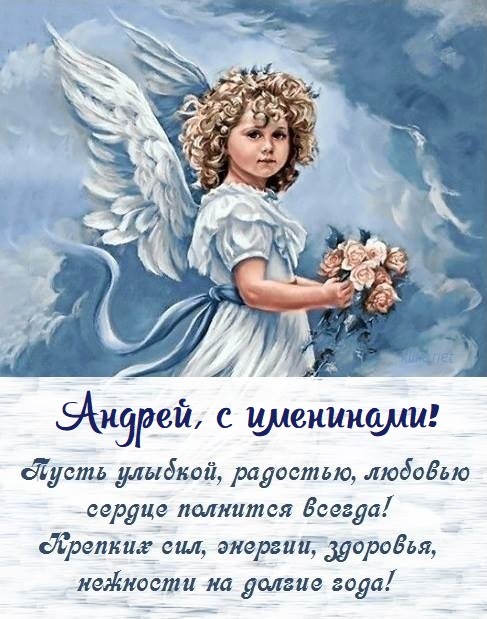 Андрей, с именинами!
Пусть улыбкой, радостью, любовью
сердце полнится всегда!
Крепких сил, энергии, здоровья,
нежности на долгие года!